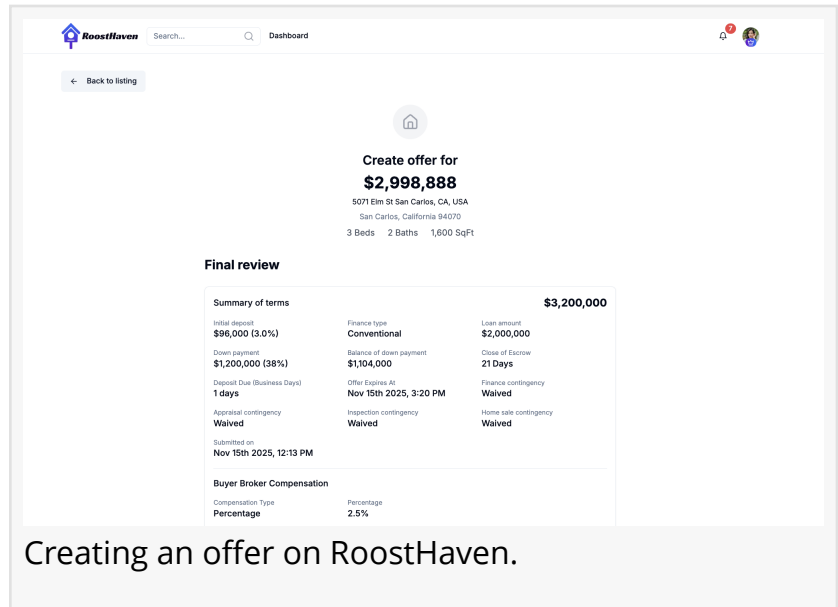 RoostHaven Search... Dashboard 7
← Back to listing
Create offer for
$2,998,888
5071 Elm St San Carlos, CA, USA
San Carlos, California 94070
3 Beds 2 Baths 1,600 SqFt
Final review
Summary of terms $3,200,000
Initial deposit Finance type Loan amount
$96,000 (3.0%) Conventional $2,000,000
Down payment Balance of down payment Close of Escrow
$1,200,000 (38%) $1,104,000 21 Days
Deposit Due (Business Days) Offer Expires At Finance contingency
1 days Nov 15th 2025, 3:20 PM Waived
Appraisal contingency Inspection contingency Home sale contingency
Waived Waived Waived
Submitted on
Nov 15th 2025, 12:13 PM
Buyer Broker Compensation
Compensation Type Percentage
Percentage 2.5%
Creating an offer on RoostHaven.